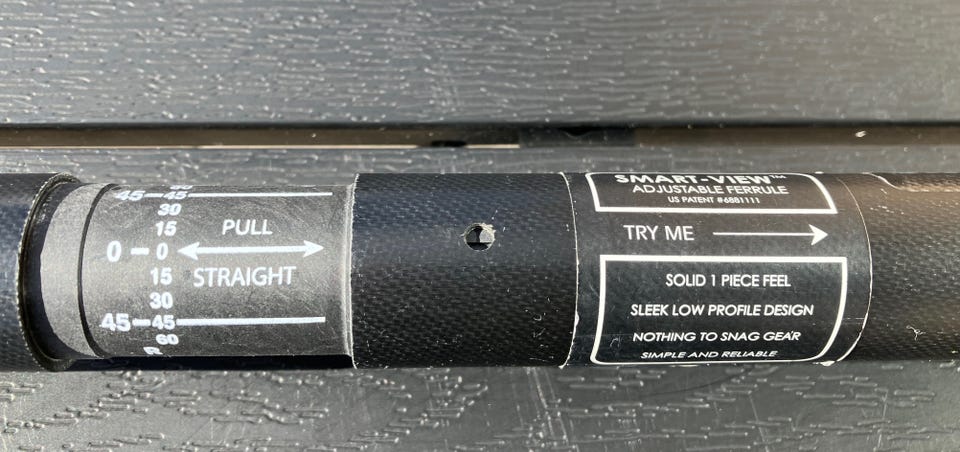 45–45
30
15
0 – 0
15
30
45–45
60
R
PULL
STRAIGHT
SMART-VIEW™
ADJUSTABLE FERRULE
US PATENT #6881111
TRY ME
SOLID 1 PIECE FEEL
SLEEK LOW PROFILE DESIGN
NOTHING TO SNAG GEAR
SIMPLE AND RELIABLE